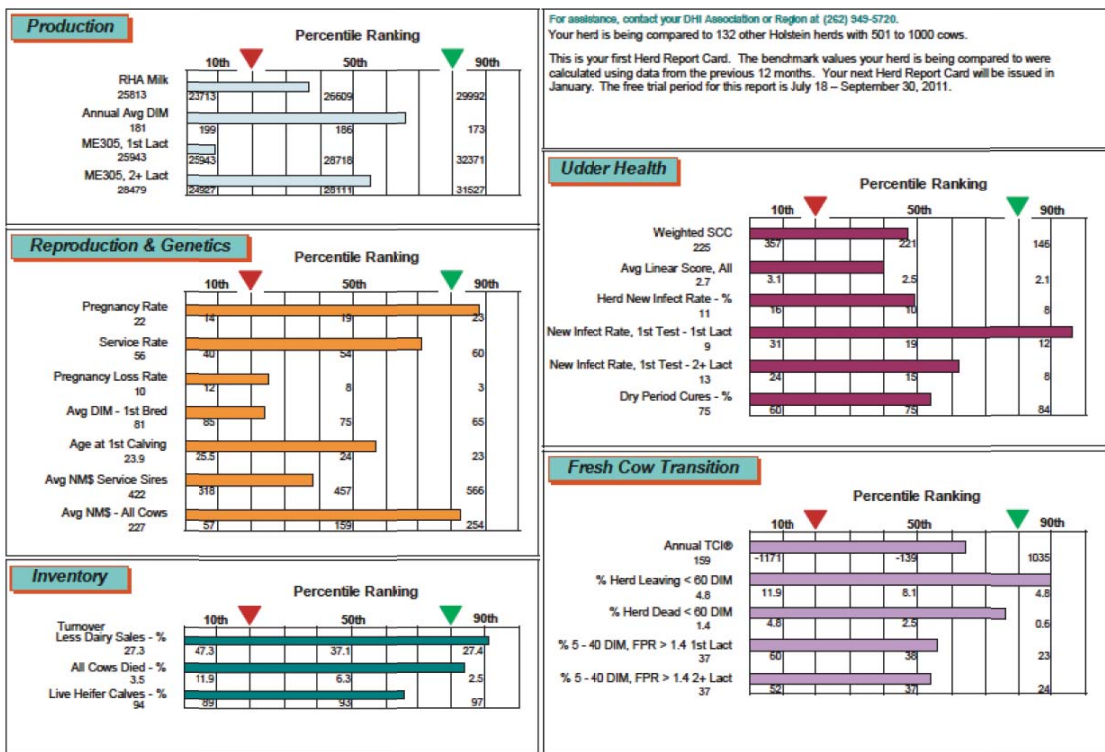 Production
Percentile Ranking
10th 50th 90th
RHA Milk
25813
23713 26609 29992
Annual Avg DIM
181
199 186 173
ME305, 1st Lact
25943
25943 28718 32371
ME305, 2+ Lact
28479
24927 28111 31527
For assistance, contact your DHI Association or Region at (262) 949-5720.
Your herd is being compared to 132 other Holstein herds with 501 to 1000 cows.
This is your first Herd Report Card. The benchmark values your herd is being compared to were
calculated using data from the previous 12 months. Your next Herd Report Card will be issued in
January. The free trial period for this report is July 18 – September 30, 2011.
Reproduction & Genetics
Percentile Ranking
10th 50th 90th
Pregnancy Rate
22
14 19 23
Service Rate
56
40 54 60
Pregnancy Loss Rate
10
12 8 3
Avg DIM - 1st Bred
81
85 75 65
Age at 1st Calving
23.9
25.5 24 23
Avg NM$ Service Sires
422
318 457 566
Avg NM$ - All Cows
227
57 159 254
Inventory
Percentile Ranking
10th 50th 90th
Turnover
Less Dairy Sales - %
27.3
47.3 37.1 27.4
All Cows Died - %
3.5
11.9 6.3 2.5
Live Heifer Calves - %
94
89 93 97
Udder Health
Percentile Ranking
10th 50th 90th
Weighted SCC
225
357 221 146
Avg Linear Score, All
2.7
3.1 2.5 2.1
Herd New Infect Rate - %
11
16 10 8
New Infect Rate, 1st Test - 1st Lact
9
31 19 12
New Infect Rate, 1st Test - 2+ Lact
13
24 15 8
Dry Period Cures - %
75
60 75 84
Fresh Cow Transition
Percentile Ranking
10th 50th 90th
Annual TCI®
159
-1171 -139 1035
% Herd Leaving < 60 DIM
4.8
11.9 8.1 4.8
% Herd Dead < 60 DIM
1.4
4.8 2.5 0.6
% 5 - 40 DIM, FPR > 1.4 1st Lact
37
60 38 23
% 5 - 40 DIM, FPR > 1.4 2+ Lact
37
52 37 24